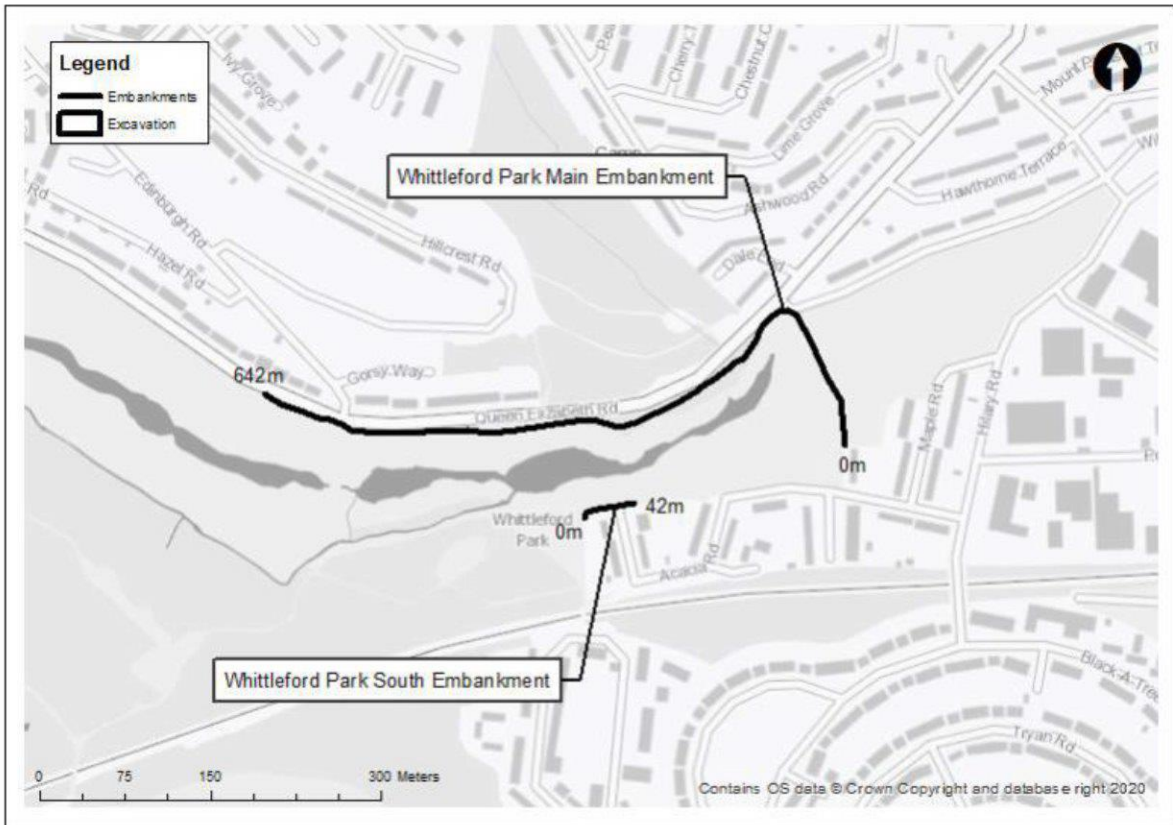 Legend
Embankments
Excavation
Ivy Grove
Chestnut C
Lime Grove
Ashwood Rd
Hawthorne Terrace
Whittleford Park Main Embankment
Edinburgh Rd
Hazel Rd
Hillcrest Rd
Dale End
Gorsy Way
642m
Queen Elizabeth Rd
Maple Rd
Hilary Rd
0m
42m
Whittleford
Park
0m
Acacia Rd
Whittleford Park South Embankment
Black-A-Tree
Tryan Rd
0 75 150 300 Meters
Contains OS data © Crown Copyright and database right 2020